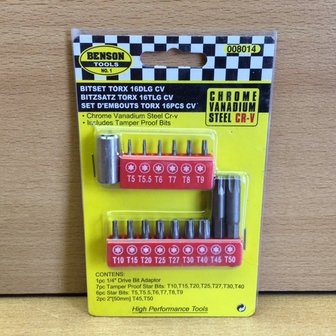 BENSON
TOOLS
NO. 1
008014
BITSET TORX 16DLG CV
BITZSATZ TORX 16TLG CV
SET D'EMBOUTS TORX 16PCS CV
CHROME
VANADIUM
STEEL CR-V
• Chrome Vanadium Steel Cr-v
• Includes Tamper Proof Bits
T5 T5.5 T6 T7 T8 T9
T10 T15 T20 T25 T27 T30 T40 T45 T50
Contents:
1pc 1/4" Drive Bit Adaptor
7pc Tamper Proof Star Bits: T10,T15,T20,T25,T27,T30,T40
6pc Star Bits: T5,T5.5,T6,T7,T8,T9
2pc 2"[50mm] T45,T50
High Performance Tools